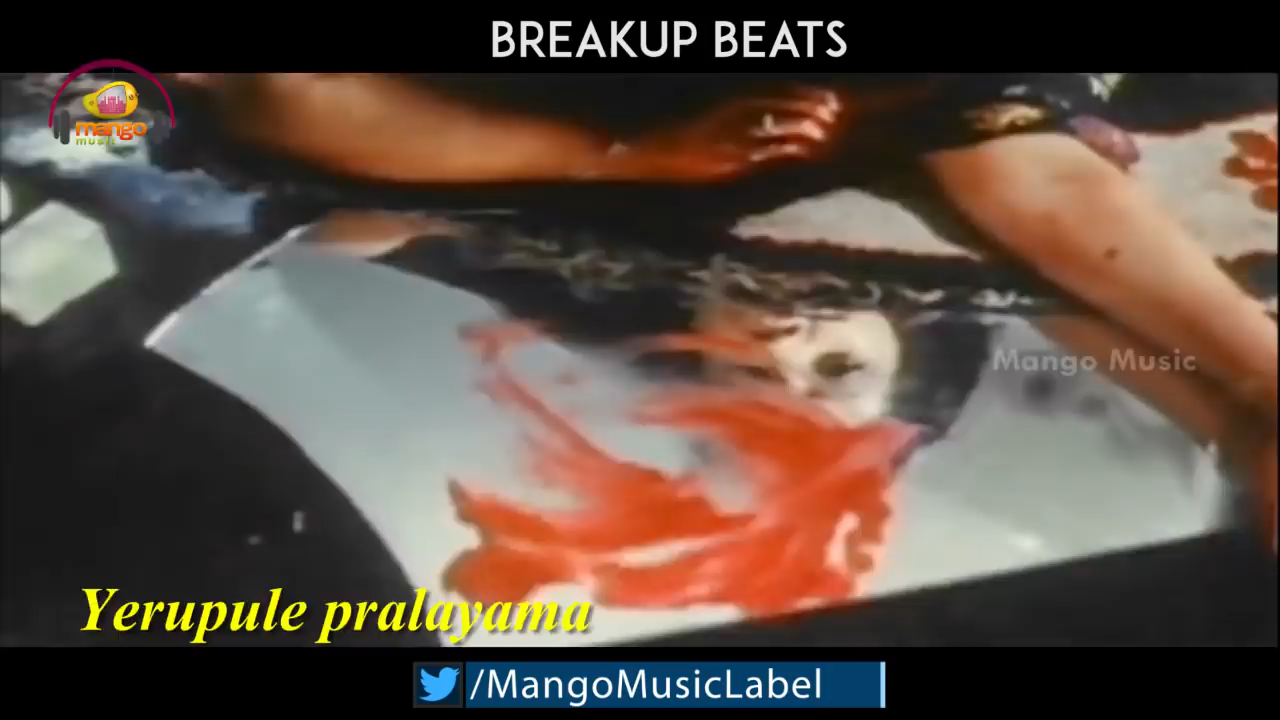 BREAKUP BEATS
mango
music
Mango Music
Yerupule pralayama
/MangoMusicLabel